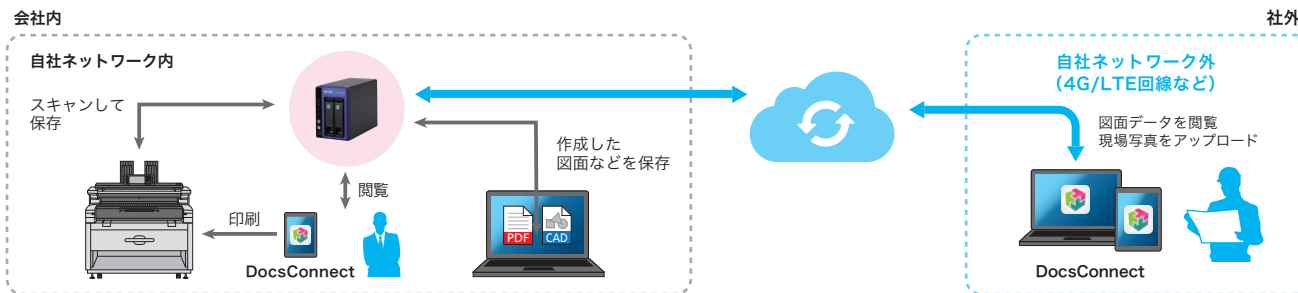 会社内
社外
自社ネットワーク内
スキャンして
保存
作成した
図面などを保存
閲覧
印刷
PDF
CAD
DocsConnect
自社ネットワーク外
(4G/LTE回線など)
図面データを閲覧
現場写真をアップロード
DocsConnect